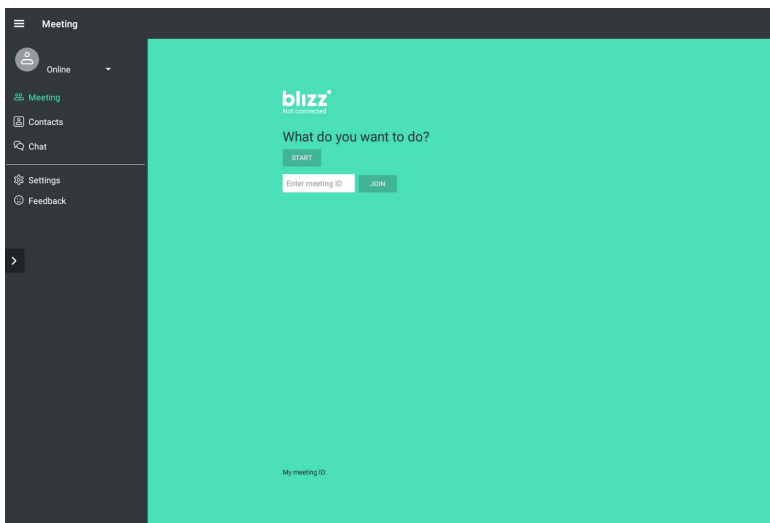 Meeting
Online
Meeting
Contacts
Chat
Settings
Feedback
blizz
Not connected
What do you want to do?
START
Enter meeting ID
JOIN
My meeting ID: